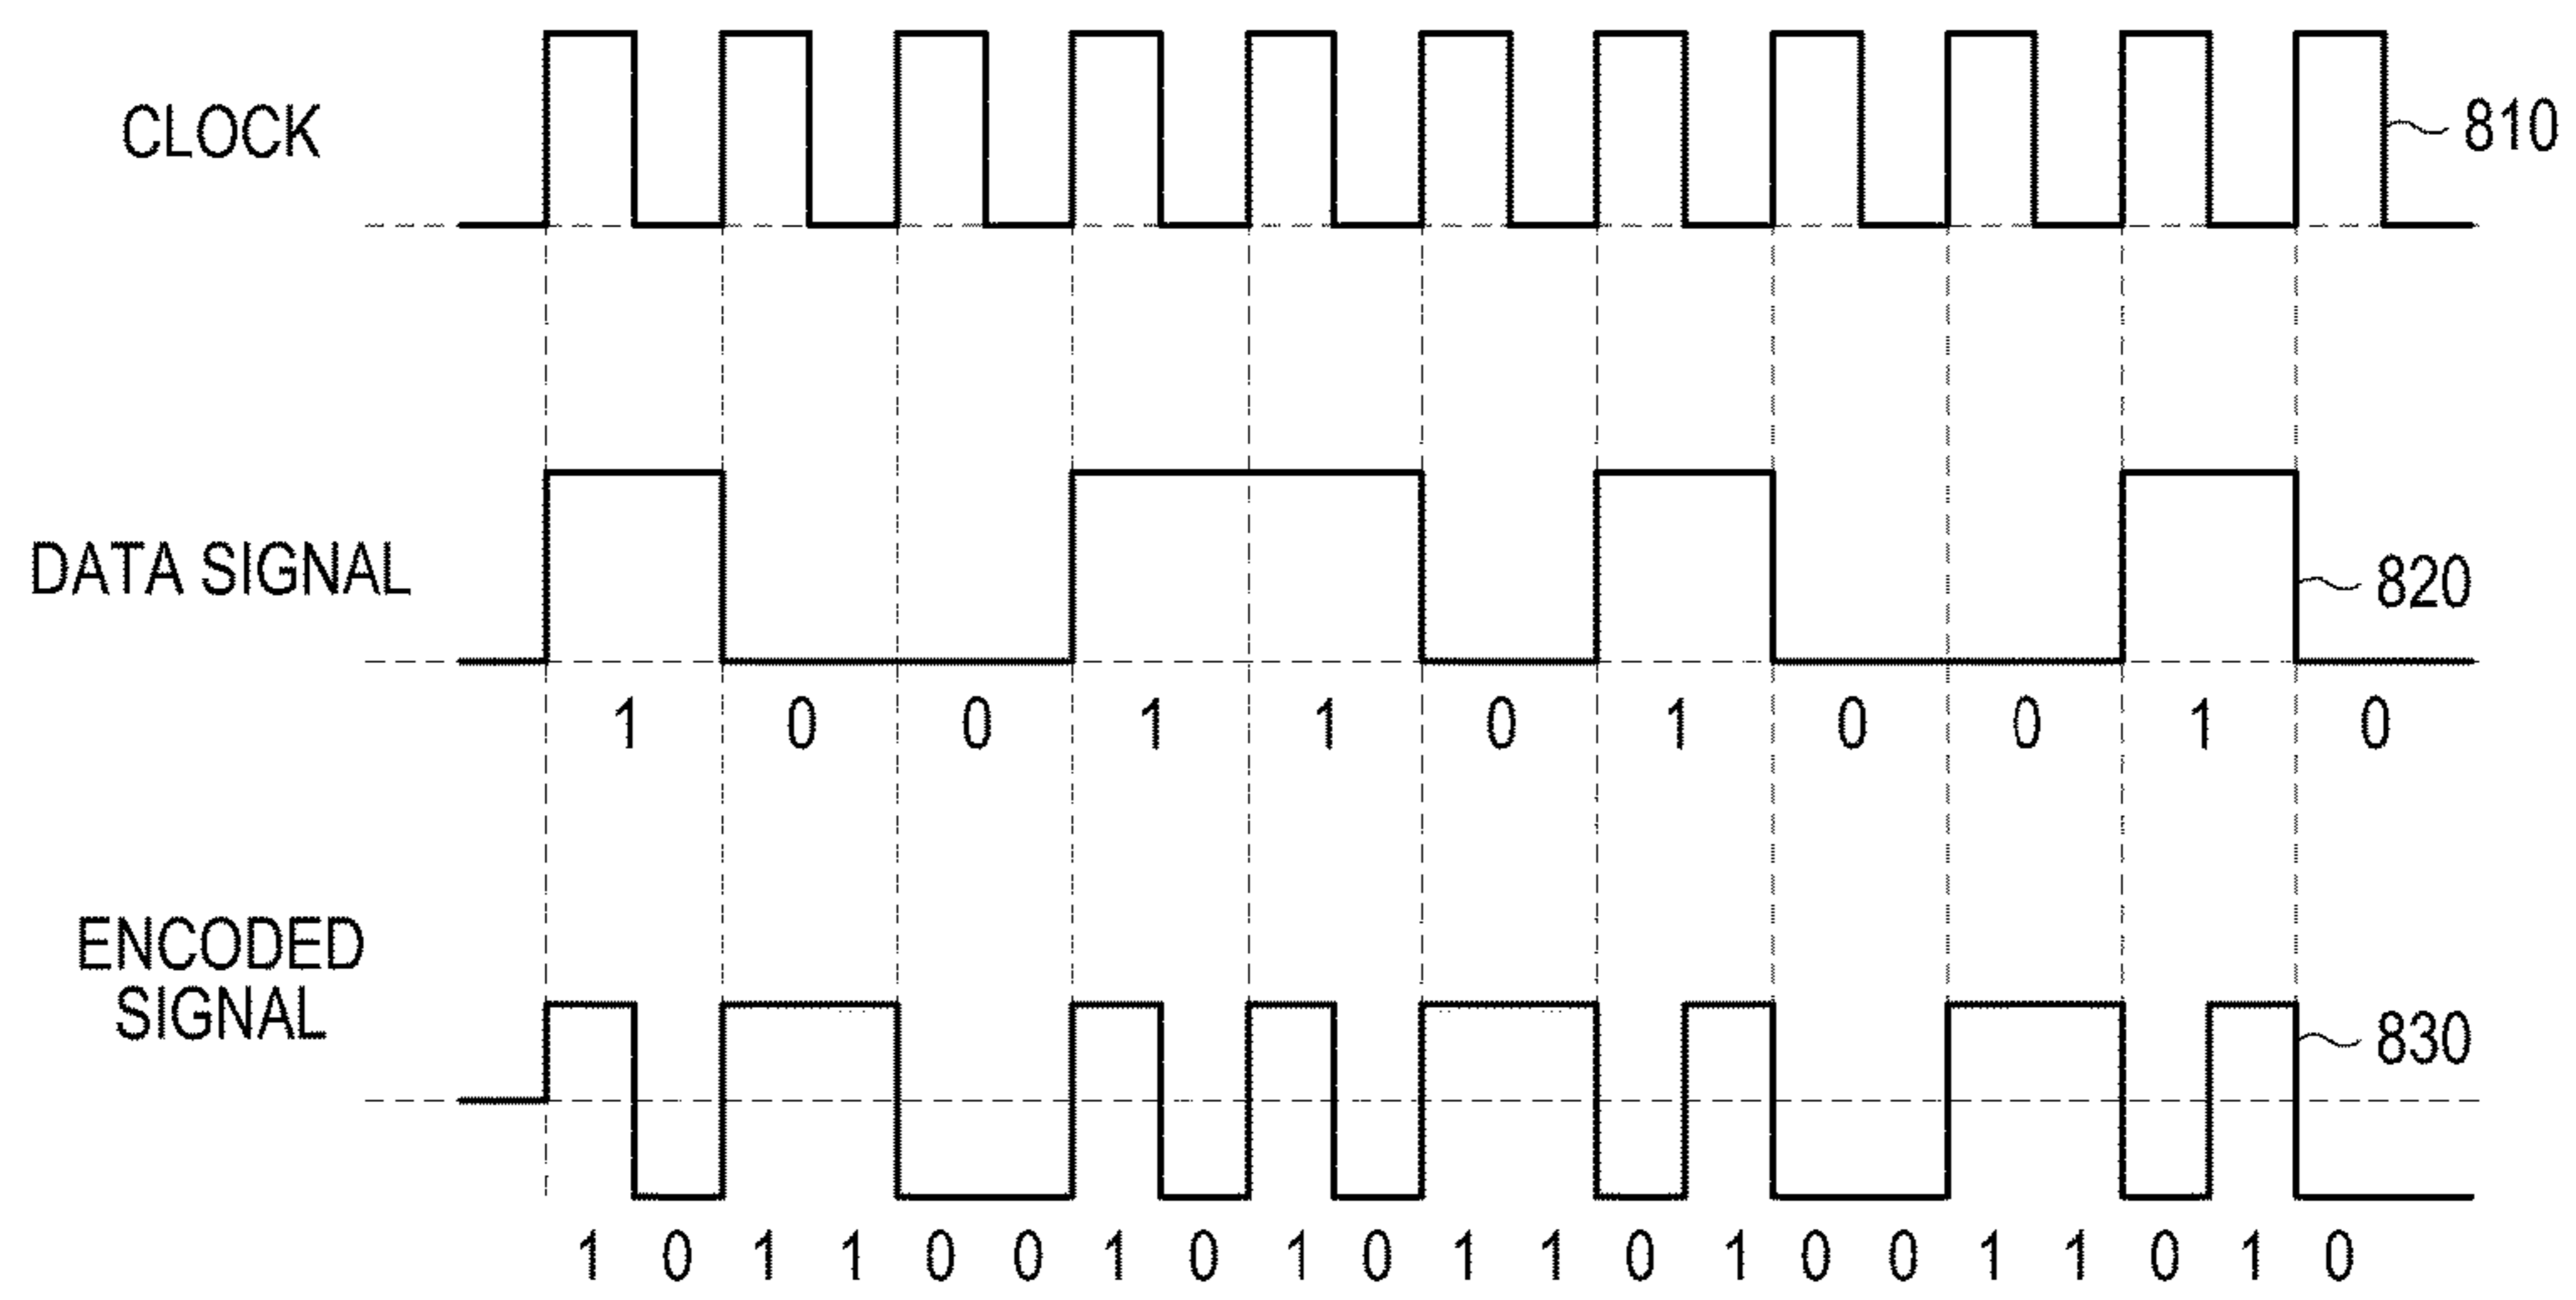 CLOCK 810
DATA SIGNAL 820
1 0 0 1 1 0 1 0 0 1 0
ENCODED
SIGNAL 830
1 0 1 1 0 0 1 0 1 0 1 1 0 1 0 0 1 1 0 1 0